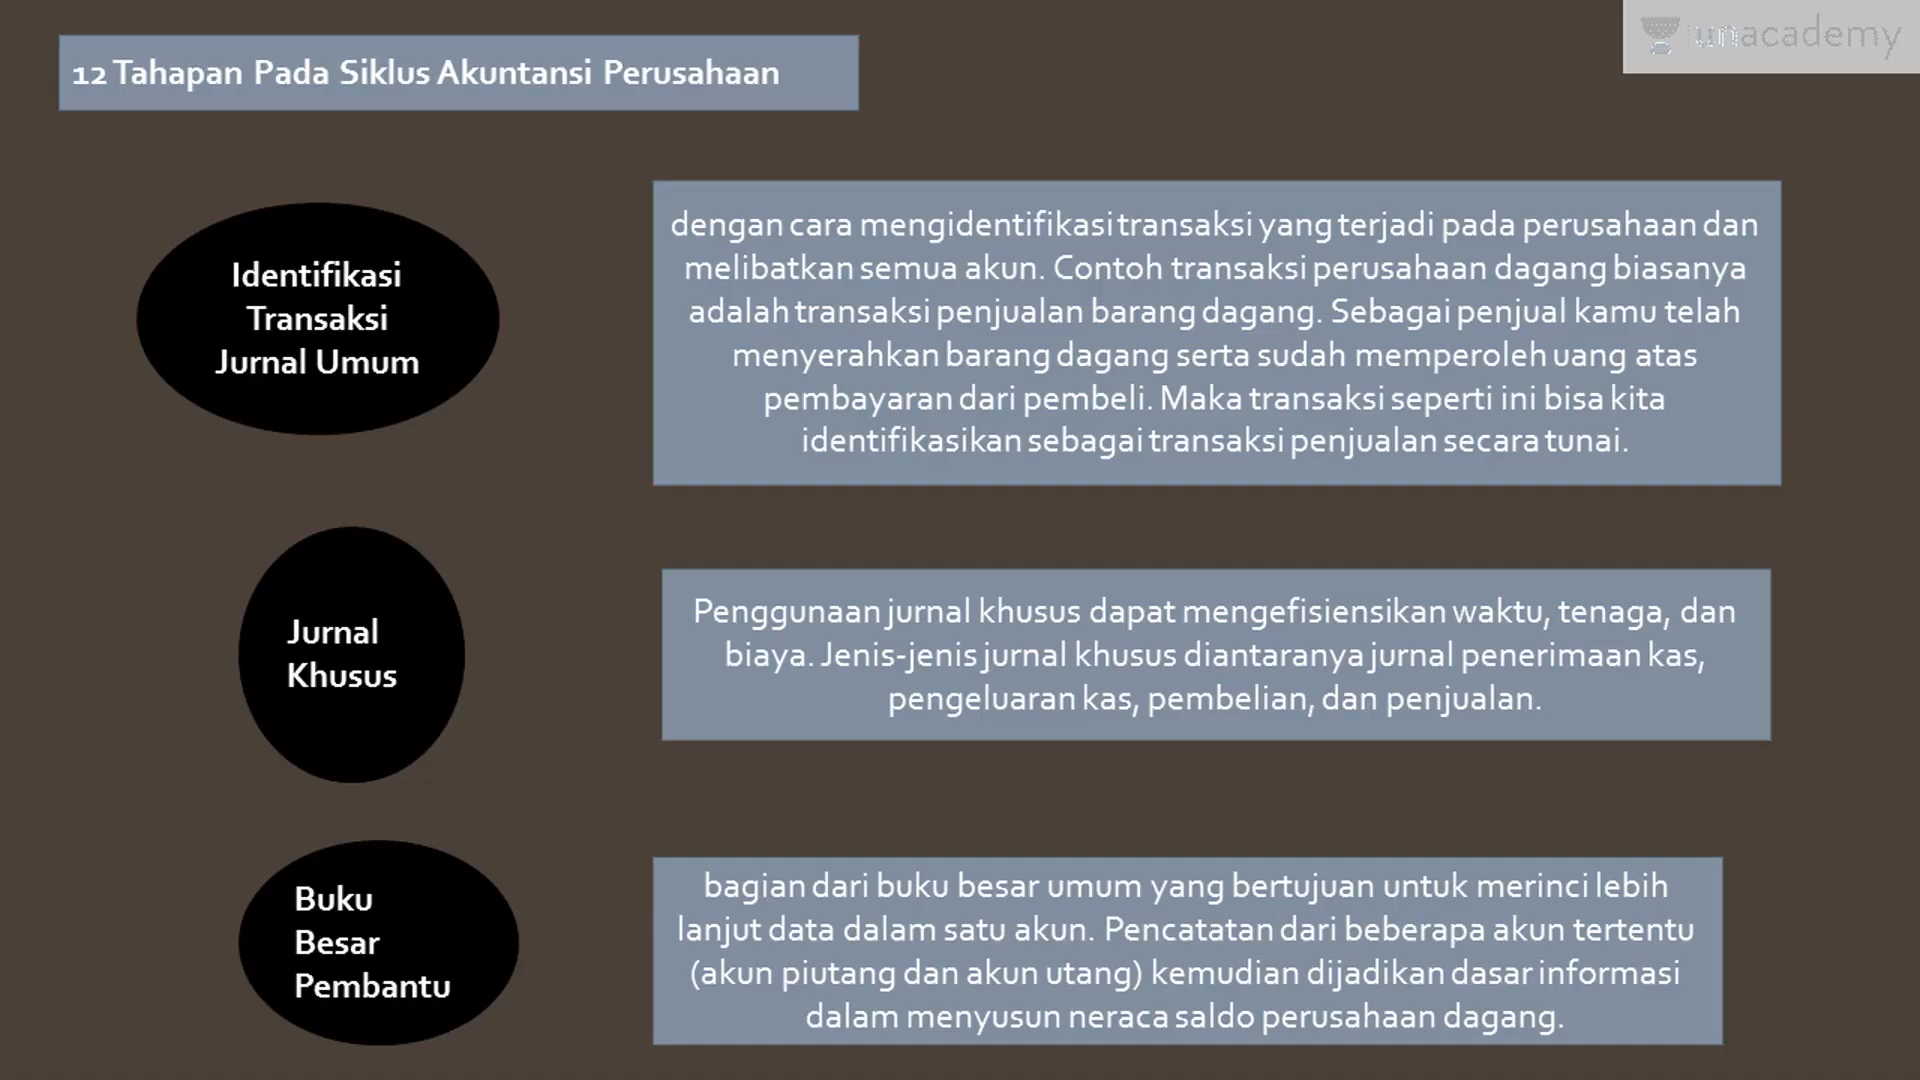 12 Tahapan Pada Siklus Akuntansi Perusahaan
unacademy
Identifikasi
Transaksi
Jurnal Umum
dengan cara mengidentifikasi transaksi yang terjadi pada perusahaan dan
melibatkan semua akun. Contoh transaksi perusahaan dagang biasanya
adalah transaksi penjualan barang dagang. Sebagai penjual kamu telah
menyerahkan barang dagang serta sudah memperoleh uang atas
pembayaran dari pembeli. Maka transaksi seperti ini bisa kita
identifikasikan sebagai transaksi penjualan secara tunai.
Jurnal
Khusus
Penggunaan jurnal khusus dapat mengefisiensikan waktu, tenaga, dan
biaya. Jenis-jenis jurnal khusus diantaranya jurnal penerimaan kas,
pengeluaran kas, pembelian, dan penjualan.
Buku
Besar
Pembantu
bagian dari buku besar umum yang bertujuan untuk merinci lebih
lanjut data dalam satu akun. Pencatatan dari beberapa akun tertentu
(akun piutang dan akun utang) kemudian dijadikan dasar informasi
dalam menyusun neraca saldo perusahaan dagang.